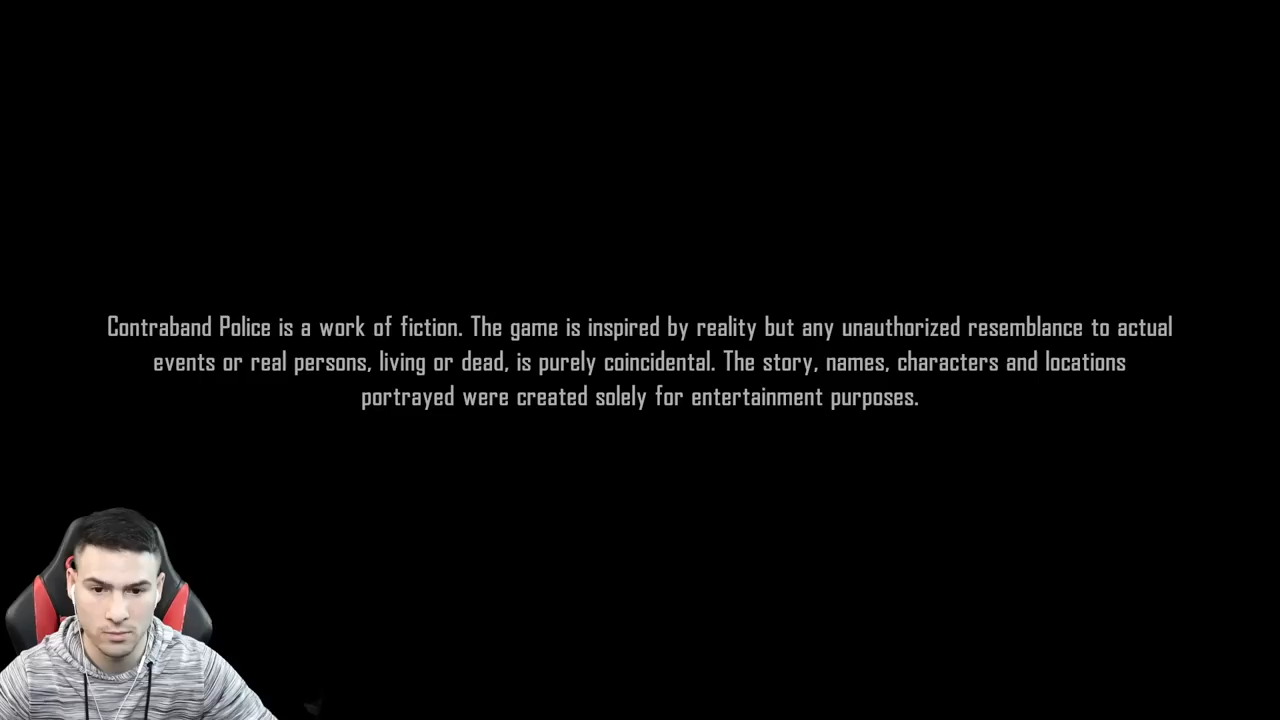 Contraband Police is a work of fiction. The game is inspired by reality but any unauthorized resemblance to actual
events or real persons, living or dead, is purely coincidental. The story, names, characters and locations
portrayed were created solely for entertainment purposes.